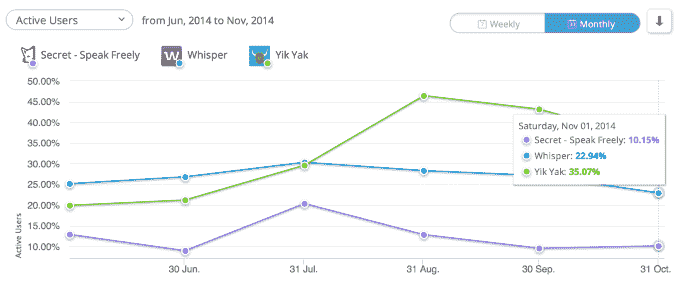 Active Users from Jun, 2014 to Nov, 2014 Weekly Monthly
Secret - Speak Freely Whisper Yik Yak
50.00%
45.00%
40.00%
35.00%
30.00%
25.00%
20.00%
15.00%
10.00%
Active Users
Saturday, Nov 01, 2014
Secret - Speak Freely: 10.15%
Whisper: 22.94%
Yik Yak: 35.07%
30 Jun. 31 Jul. 31 Aug. 30 Sep. 31 Oct.